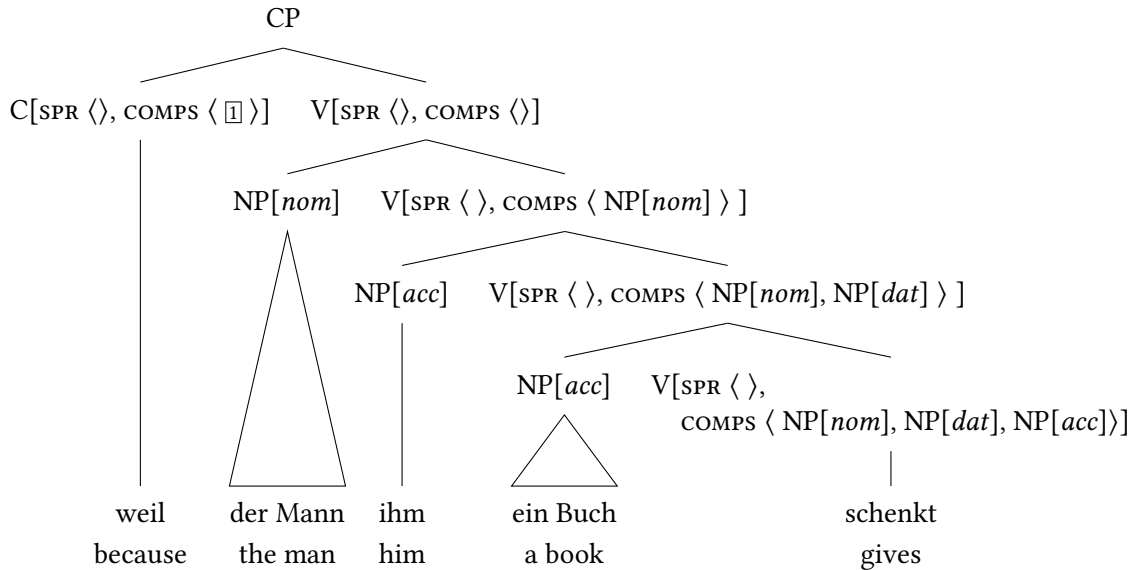 CP
C[SPR ⟨⟩, COMPS ⟨ 1 ⟩] V[SPR ⟨⟩, COMPS ⟨⟩]
NP[nom] V[SPR ⟨ ⟩, COMPS ⟨ NP[nom] ⟩ ]
NP[acc] V[SPR ⟨ ⟩, COMPS ⟨ NP[nom], NP[dat] ⟩ ]
NP[acc] V[SPR ⟨ ⟩,
COMPS ⟨ NP[nom], NP[dat], NP[acc]⟩]
weil der Mann ihm ein Buch schenkt
because the man him a book gives